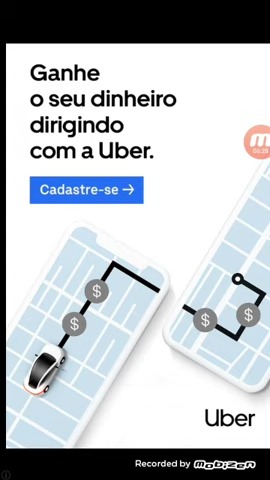 Ganhe
o seu dinheiro
dirigindo
com a Uber.
Cadastre-se →
$
$
$
$
Uber
Recorded by MOBIZEN